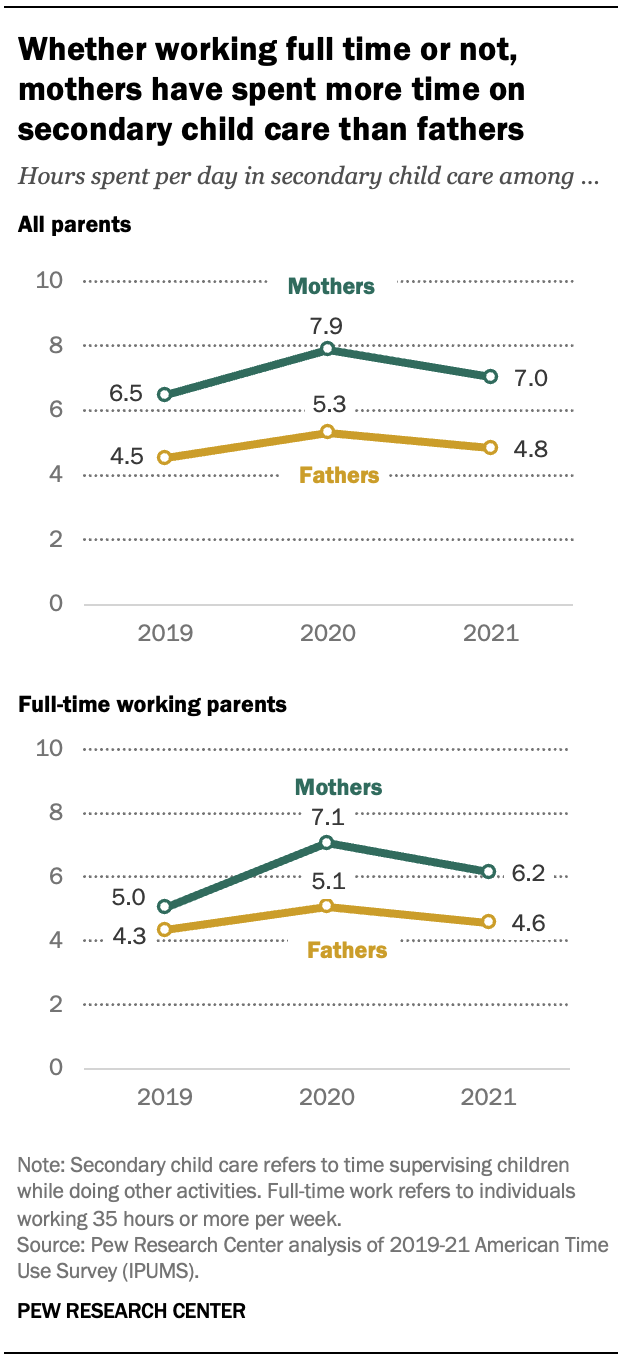 Whether working full time or not,
mothers have spent more time on
secondary child care than fathers
Hours spent per day in secondary child care among ...
All parents
10
Mothers
8
7.9
6.5
7.0
6
5.3
4.5
4.8
4
Fathers
2
0
2019 2020 2021
Full-time working parents
10
Mothers
8
7.1
6
6.2
5.0
5.1
4.3
4.6
4
Fathers
2
0
2019 2020 2021
Note: Secondary child care refers to time supervising children
while doing other activities. Full-time work refers to individuals
working 35 hours or more per week.
Source: Pew Research Center analysis of 2019-21 American Time
Use Survey (IPUMS).
PEW RESEARCH CENTER